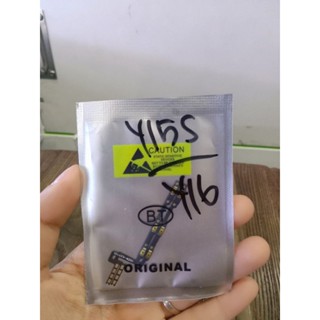 Y15S
CAUTION
Y16
BT
ORIGINAL